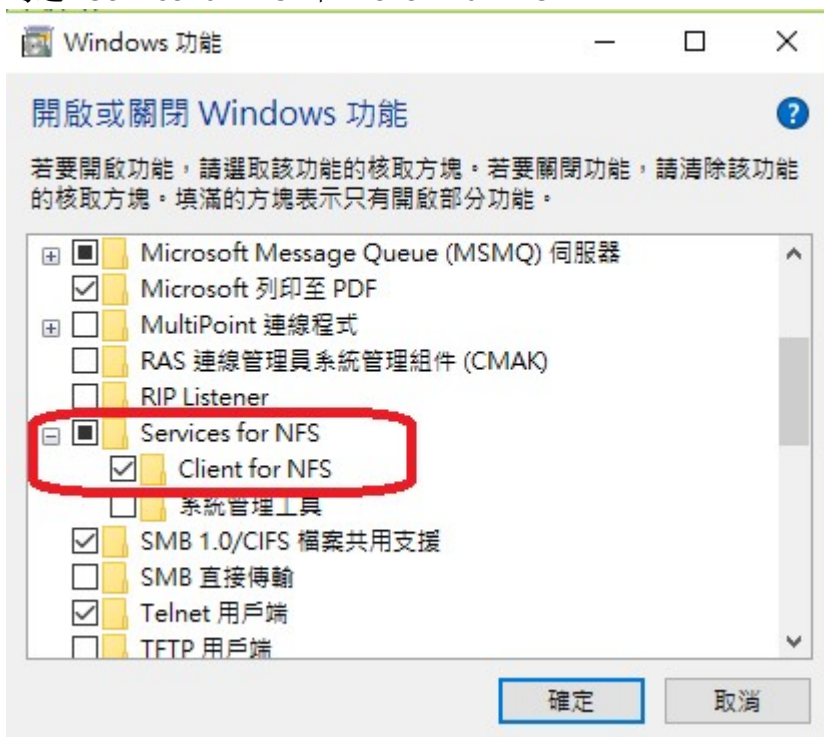 Windows 功能
開啟或關閉 Windows 功能
若要開啟功能，請選取該功能的核取方塊。若要關閉功能，請清除該功能
的核取方塊。填滿的方塊表示只有開啟部分功能。
Microsoft Message Queue (MSMQ) 伺服器
Microsoft 列印至 PDF
MultiPoint 連線程式
RAS 連線管理員系統管理組件 (CMAK)
RIP Listener
Services for NFS
Client for NFS
系統管理工具
SMB 1.0/CIFS 檔案共用支援
SMB 直接傳輸
Telnet 用戶端
TFTP 用戶端
確定
取消